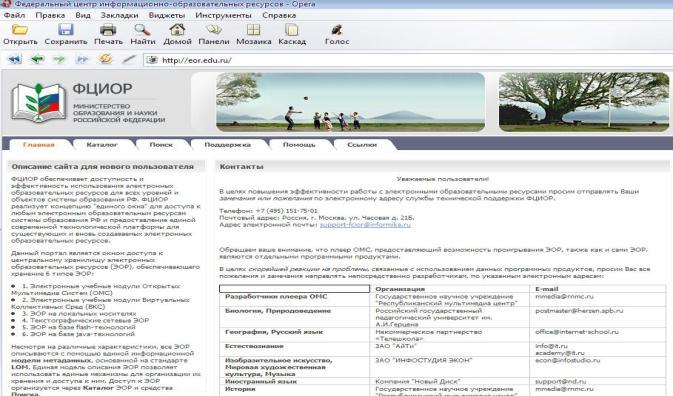 Федеральный центр информационно-образовательных ресурсов - Opera
Файл Правка Вид Закладки Виджеты Инструменты Справка
Открыть Сохранить Печать Найти Домой Панели Мозаика Каскад Голос
http://eor.edu.ru/
ФЦИОР
МИНИСТЕРСТВО
ОБРАЗОВАНИЯ И НАУКИ
РОССИЙСКОЙ ФЕДЕРАЦИИ
Главная Каталог Поиск Поддержка Помощь Ссылки
Описание сайта для нового пользователя
ФЦИОР обеспечивает доступность и
эффективность использования электронных
образовательных ресурсов для всех уровней и
объектов системы образования РФ. ФЦИОР
реализует концепцию "единого окна" для доступа к
любым электронным образовательным ресурсам
системы образования РФ и предоставление единой
современной технологической платформы для
существующих и вновь создаваемых электронных
образовательных ресурсов.
Данный портал является окном доступа к
центральному хранилищу электронных
образовательных ресурсов (ЭОР), обеспечивающего
хранение 6 типов ЭОР:
1. Электронные учебные модули Открытых
Мультимедиа Систем (ОМС)
2. Электронные учебные модули Виртуальных
Коллективных Сред (ВКС)
3. ЭОР на локальных носителях
4. Текстографические сетевые ЭОР
5. ЭОР на базе flash-технологий
6. ЭОР на базе java-технологий
Несмотря на различные характеристики, все ЭОР
описываются с помощью единой информационной
модели метаданных, основанной на стандарте
LOM. Единая модель описания ЭОР позволяет
использовать единые механизмы для организации их
хранения и доступа к ним. Доступ к ЭОР
организуется через Каталог ЭОР и средства
Поиска.
Контакты
Уважаемые пользователи!
В целях повышения эффективности работы с электронными образовательными ресурсами просим отправлять Ваши
замечания или пожелания по электронному адресу службы технической поддержки ФЦИОР.
Телефон: +7 (495) 151-75-01
Почтовый адрес: Россия, г. Москва, ул. Часовая д. 21Б.
Адрес электронной почты: support-fcior@informika.ru
Обращаем ваше внимание, что плеер ОМС, предоставляющий возможность проигрывания ЭОР, также как и сами ЭОР,
являются отдельными программными продуктами.
В целях скорейшей реакции на проблемы, связанные с использованием данных программных продуктов, просим Вас все
пожелания и замечания направлять непосредственно разработчикам, по указанным электронным адресам:
Организация E-mail
Разработчики плеера ОМС Государственное научное учреждение mmedia@rnmc.ru
"Республиканский мультимедиа центр"
Биология, Природоведение Российский государственный postmaster@herzen.spb.ru
педагогический университет им.
А.И.Герцена
География, Русский язык Некоммерческое партнерство office@internet-school.ru
«Телешкола»
Естествознание ЗАО "АйТи" info@it.ru
academy@it.ru
Изобразительное искусство, ЗАО "ИНФОСТУДИЯ ЭКОН" econ@infostudio.ru
Мировая художественная
культура, Музыка
Иностранный язык Компания "Новый Диск" support@nd.ru
История Государственное научное учреждение mmedia@rnmc.ru